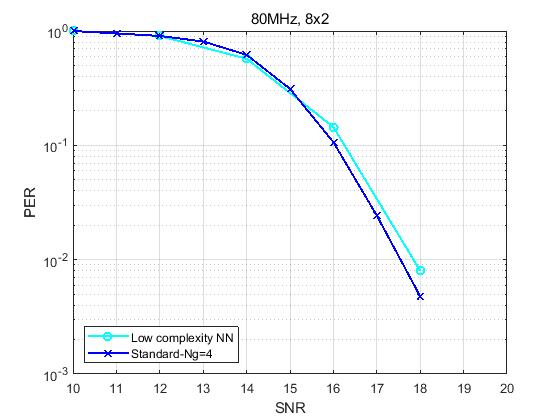 80MHz, 8x2
10^0
10^-1
10^-2
10^-3
PER
Low complexity NN
Standard-Ng=4
10 11 12 13 14 15 16 17 18 19 20
SNR